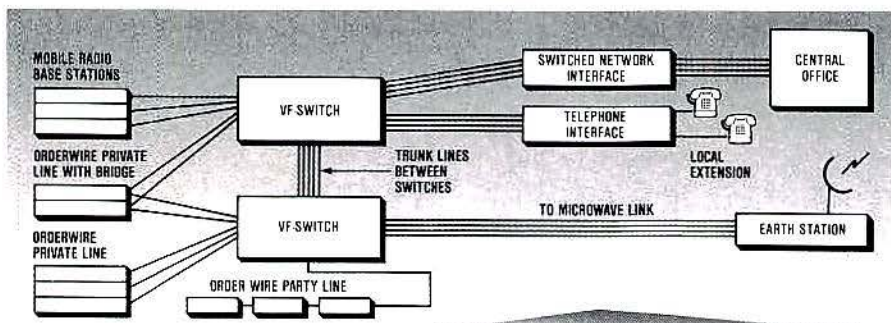 MOBILE RADIO
BASE STATIONS
VF-SWITCH
SWITCHED NETWORK
INTERFACE
CENTRAL
OFFICE
TELEPHONE
INTERFACE
LOCAL
EXTENSION
ORDERWIRE PRIVATE
LINE WITH BRIDGE
TRUNK LINES
BETWEEN
SWITCHES
VF-SWITCH
TO MICROWAVE LINK
EARTH STATION
ORDERWIRE
PRIVATE LINE
ORDER WIRE PARTY LINE